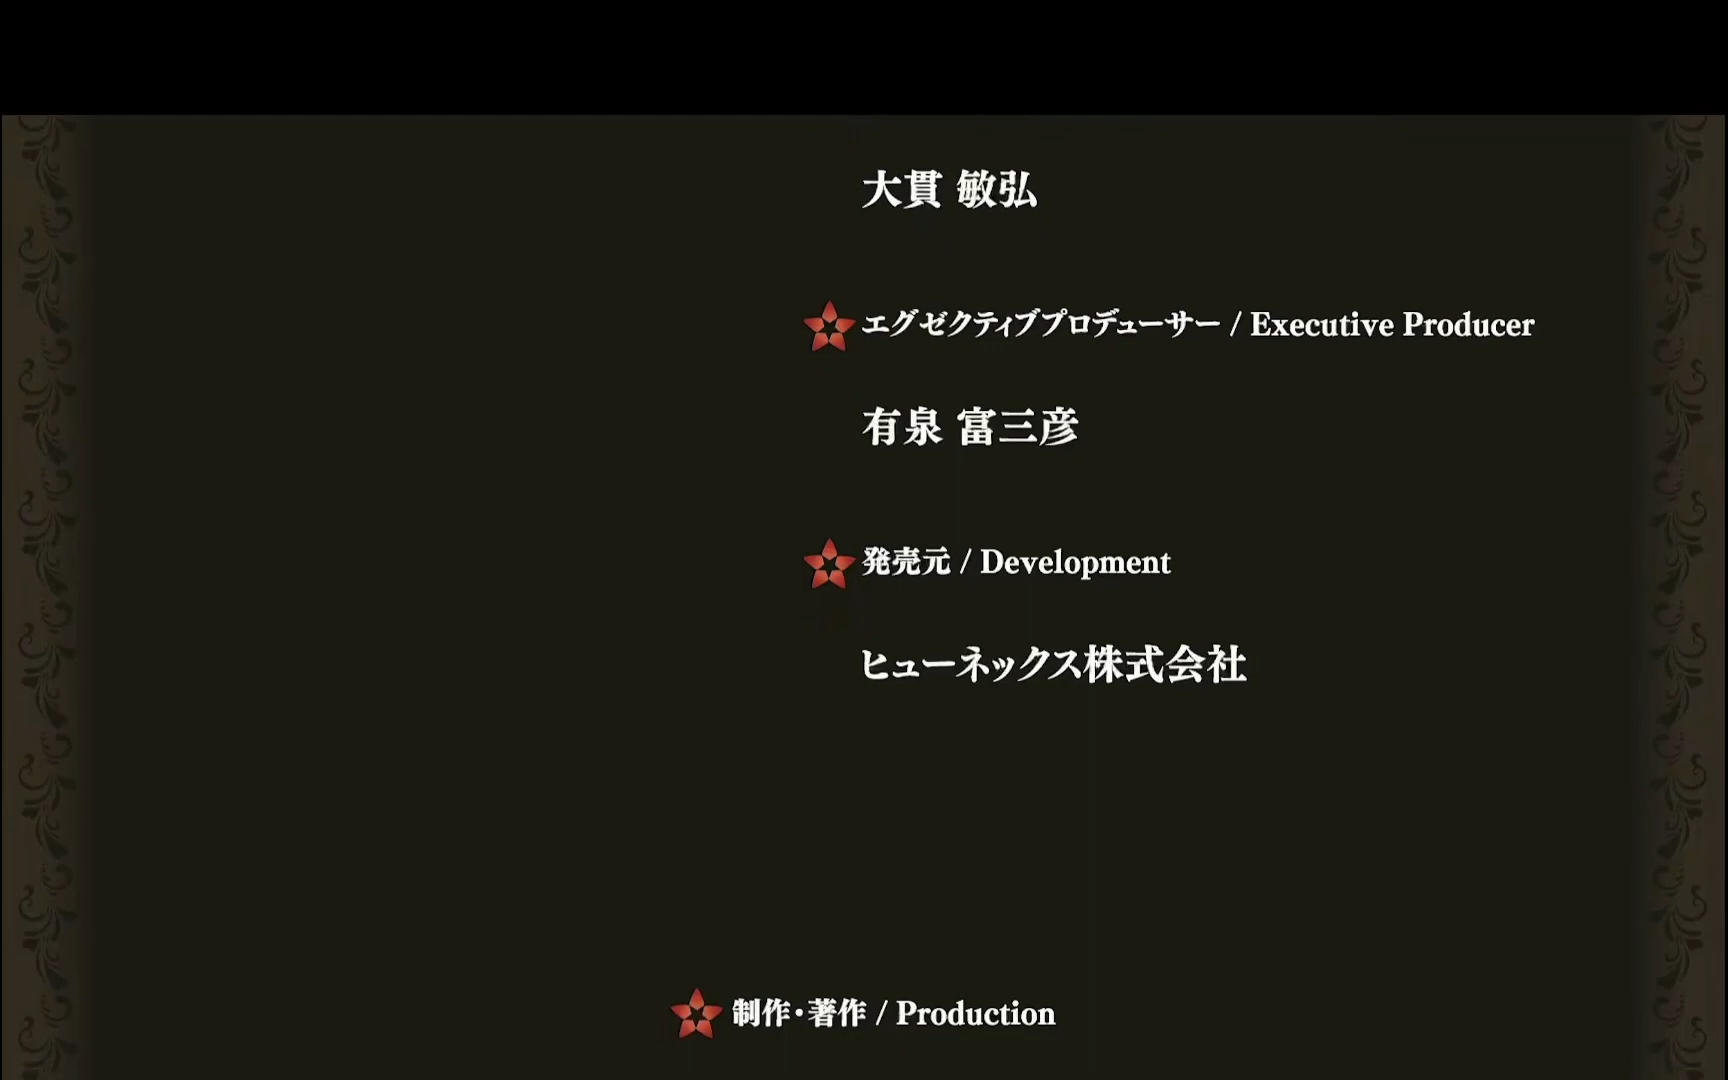 大貫 敏弘
エグゼクティブプロデューサー / Executive Producer
有泉 富三彦
発売元 / Development
ヒューネックス株式会社
制作・著作 / Production